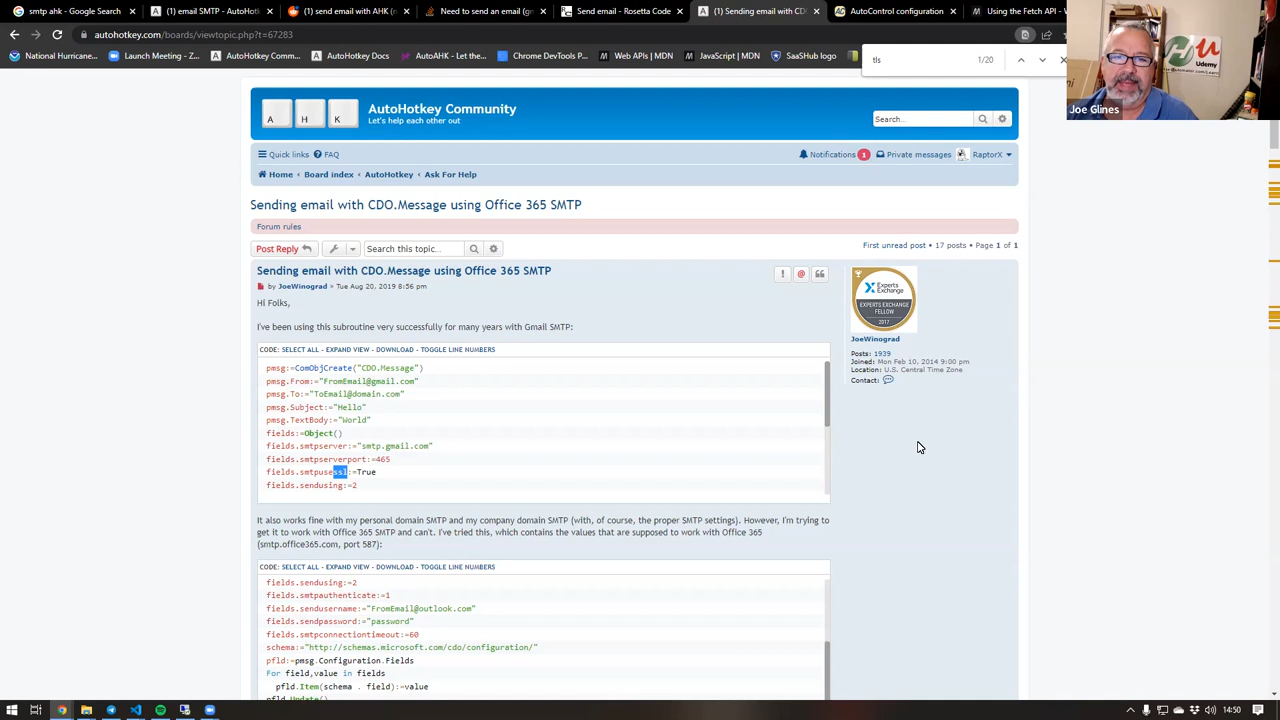 smtp ahk - Google Search
(1) email SMTP - AutoHotk
(1) send email with AHK (m
Need to send an email (gm
Send email - Rosetta Code
(1) Sending email with CDO
AutoControl configuration
Using the Fetch API - W
autohotkey.com/boards/viewtopic.php?t=67283
National Hurricane...
Launch Meeting - Z...
AutoHotkey Comm...
AutoAHK - Let the...
Chrome DevTools P...
Web APIs | MDN
JavaScript | MDN
SaaSHub logo
tls
1/20
Udemy
Joe Glines
A H K
AutoHotkey Community
Let's help each other out
Search...
Quick links FAQ
Notifications 1 Private messages RaptorX
Home Board index AutoHotkey Ask For Help
Sending email with CDO.Message using Office 365 SMTP
Forum rules
Post Reply Search this topic...
First unread post • 17 posts • Page 1 of 1
Sending email with CDO.Message using Office 365 SMTP
by JoeWinograd » Tue Aug 20, 2019 8:56 pm
Hi Folks,
I've been using this subroutine very successfully for many years with Gmail SMTP:
CODE: SELECT ALL - EXPAND VIEW - DOWNLOAD - TOGGLE LINE NUMBERS
pmsg:=ComObjCreate("CDO.Message")
pmsg.From:="FromEmail@gmail.com"
pmsg.To:="ToEmail@domain.com"
pmsg.Subject:="Hello"
pmsg.TextBody:="World"
fields:=Object()
fields.smtpserver:="smtp.gmail.com"
fields.smtpserverport:=465
fields.smtpusessl:=True
fields.sendusing:=2
Experts Exchange
EXPERTS EXCHANGE FELLOW
2017
JoeWinograd
Posts: 1939
Joined: Mon Feb 10, 2014 9:00 pm
Location: U.S. Central Time Zone
Contact:
It also works fine with my personal domain SMTP and my company domain SMTP (with, of course, the proper SMTP settings). However, I'm trying to
get it to work with Office 365 SMTP and can't. I've tried this, which contains the values that are supposed to work with Office 365
(smtp.office365.com, port 587):
CODE: SELECT ALL - EXPAND VIEW - DOWNLOAD - TOGGLE LINE NUMBERS
fields.sendusing:=2
fields.smtpauthenticate:=1
fields.sendusername:="FromEmail@outlook.com"
fields.sendpassword:="password"
fields.smtpconnectiontimeout:=60
schema:="http://schemas.microsoft.com/cdo/configuration/"
pfld:=pmsg.Configuration.Fields
For field,value in fields
pfld.Item(schema . field):=value
pfld.Update()
14:50